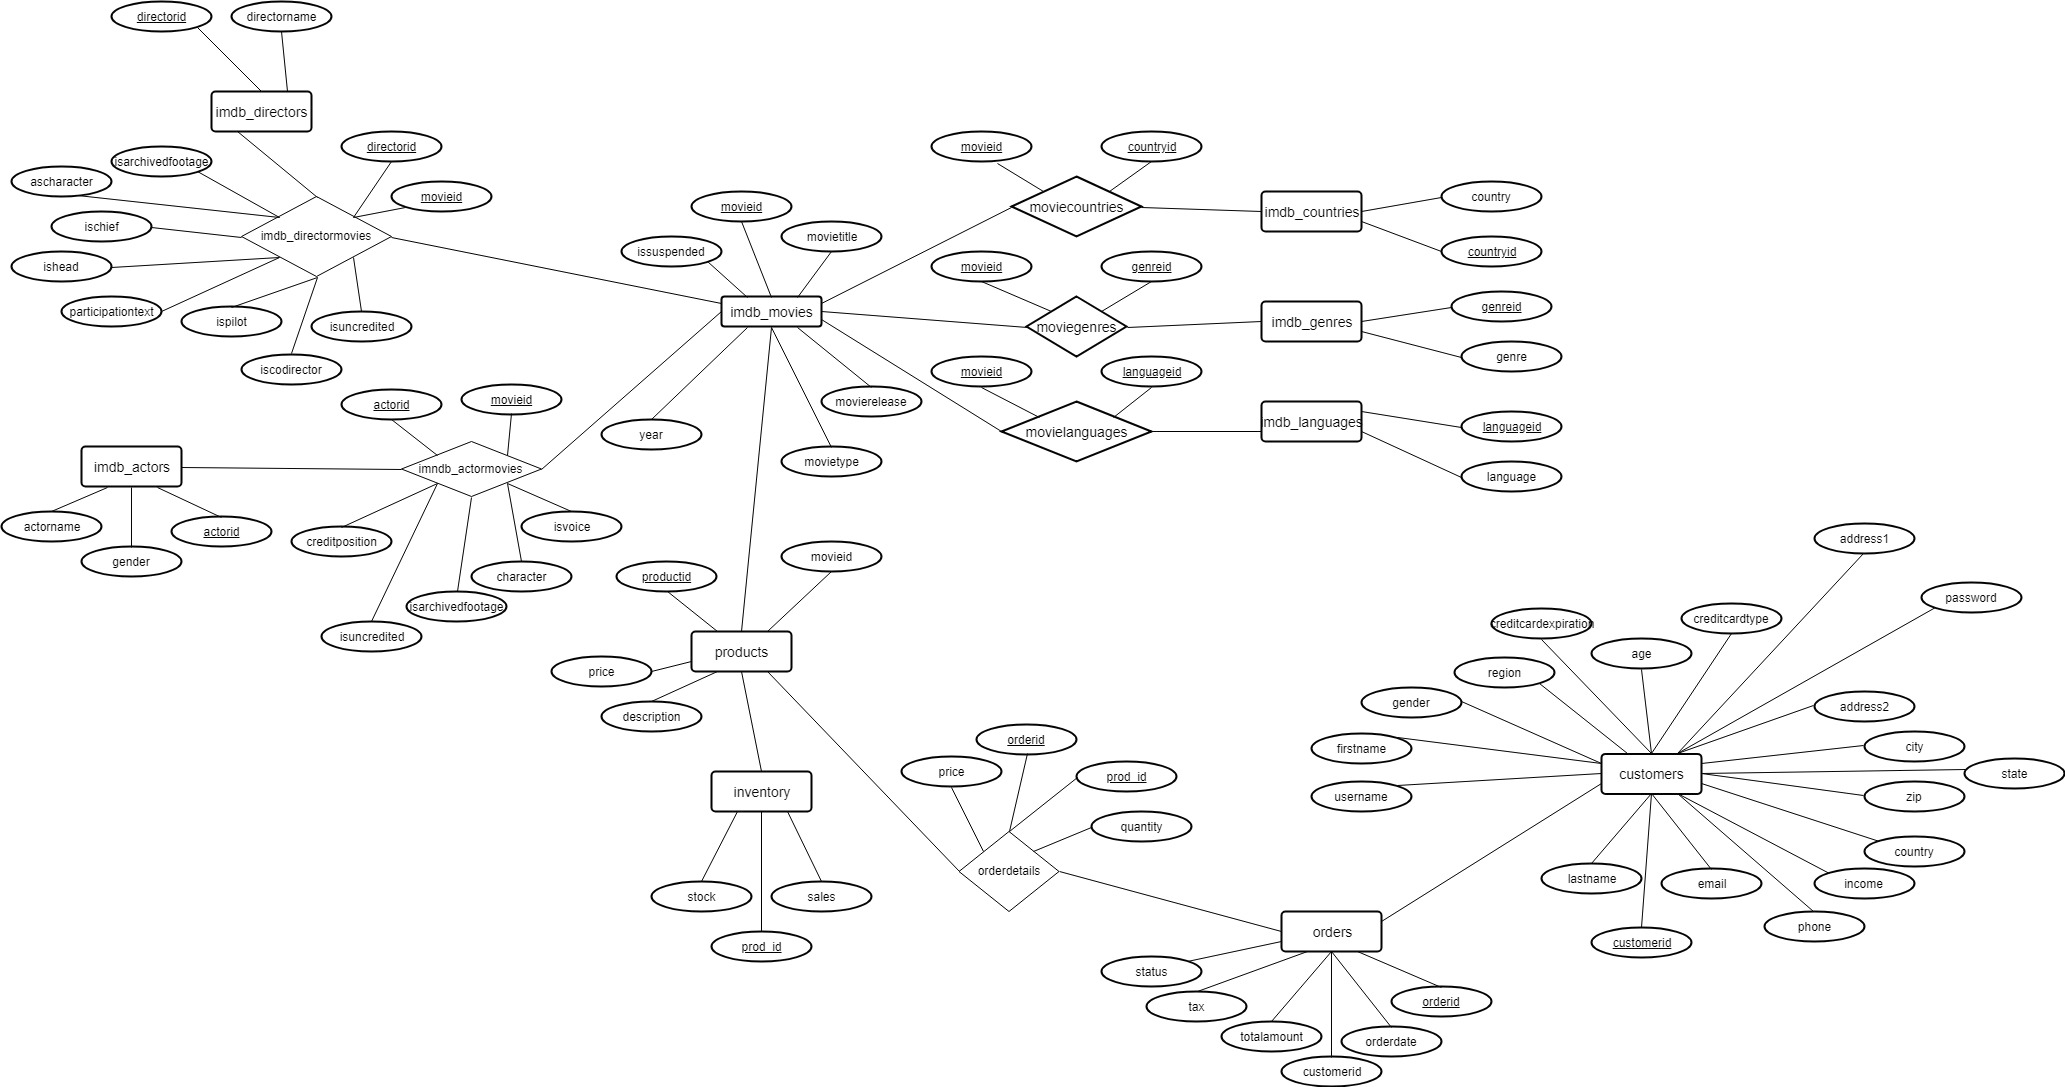 directorid
directorname
imdb_directors
isarchivedfootage
directorid
ascharacter
movieid
ischief
imdb_directormovies
ishead
participationtext
ispilot
isuncredited
iscodirector
movieid
issuspended
movietitle
imdb_movies
year
movierelease
movietype
movieid
countryid
moviecountries
imdb_countries
country
countryid
movieid
genreid
moviegenres
imdb_genres
genreid
genre
movieid
languageid
movielanguages
imdb_languages
languageid
language
actorid
movieid
imdb_actors
imndb_actormovies
actorname
actorid
gender
creditposition
isvoice
character
isarchivedfootage
isuncredited
productid
movieid
products
price
description
inventory
stock
sales
prod_id
orderid
price
prod_id
quantity
orderdetails
address1
password
creditcardexpiration
creditcardtype
age
region
gender
address2
firstname
city
customers
state
username
zip
country
lastname
email
income
phone
customerid
orders
status
tax
orderid
totalamount
orderdate
customerid